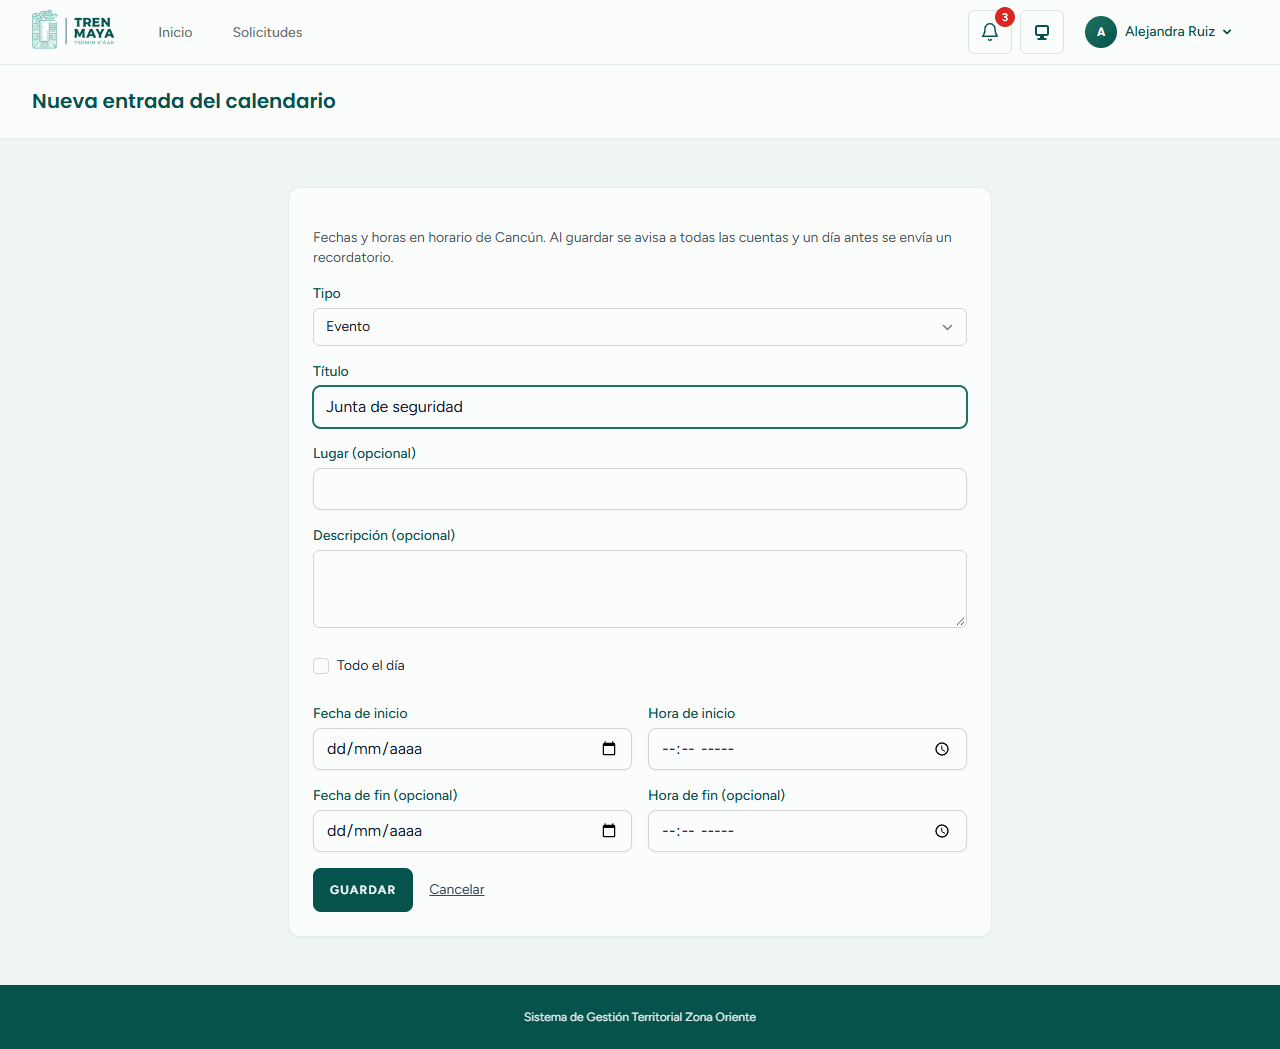 TREN
MAYA
TSÍIMIN K'ÁAK
Inicio
Solicitudes
3
A
Alejandra Ruiz
Nueva entrada del calendario
Fechas y horas en horario de Cancún. Al guardar se avisa a todas las cuentas y un día antes se envía un
recordatorio.
Tipo
Evento
Título
Junta de seguridad
Lugar (opcional)
Descripción (opcional)
Todo el día
Fecha de inicio
Hora de inicio
dd/mm/aaaa
--:-- -----
Fecha de fin (opcional)
Hora de fin (opcional)
dd/mm/aaaa
--:-- -----
GUARDAR
Cancelar
Sistema de Gestión Territorial Zona Oriente